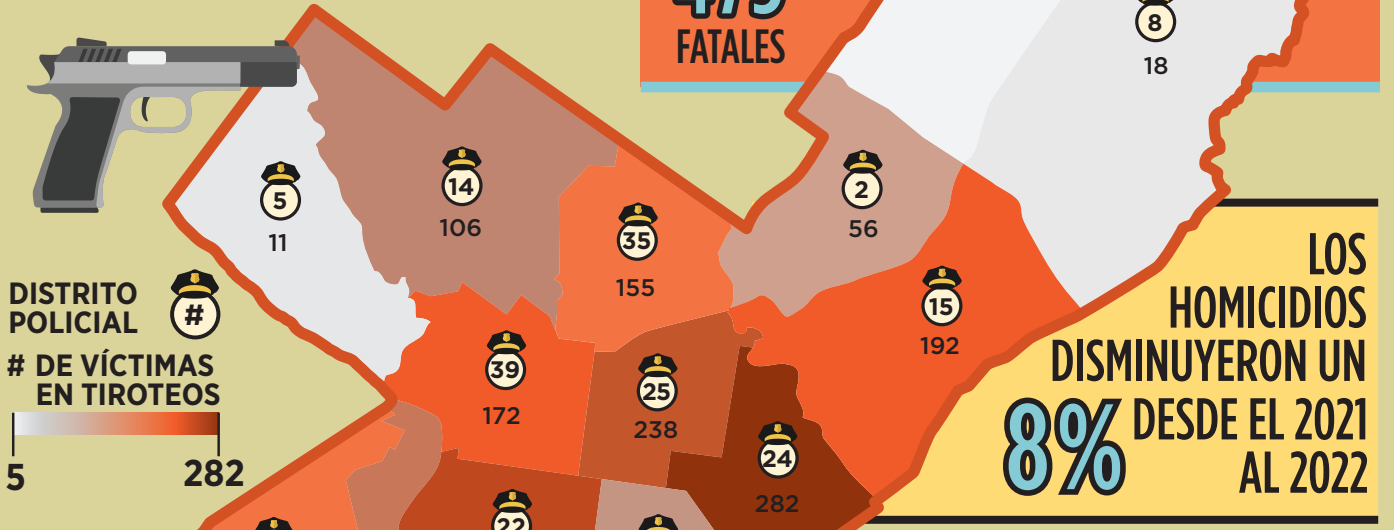 FATALES
8
18
5
11
14
106
35
155
2
56
15
192
DISTRITO
POLICIAL
#
# DE VÍCTIMAS
EN TIROTEOS
5
282
39
172
25
238
24
282
22
LOS
HOMICIDIOS
DISMINUYERON UN
8% DESDE EL 2021
AL 2022